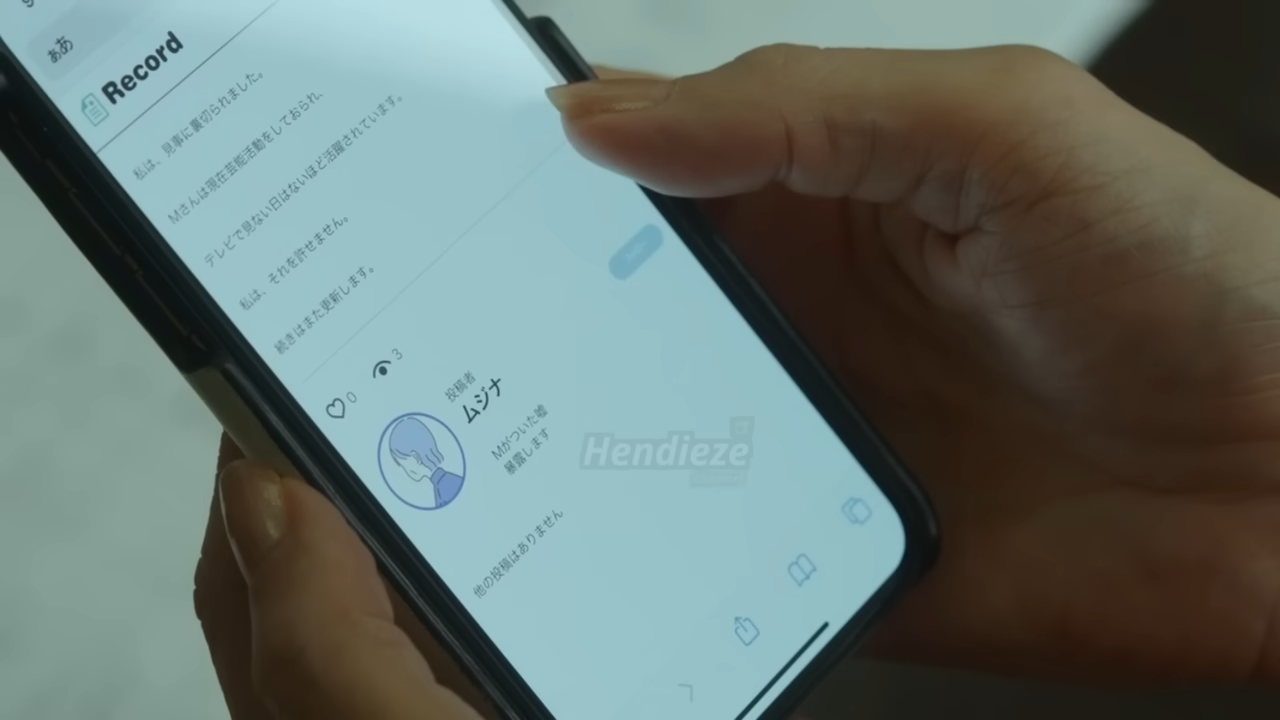 ぁあ
Record
私は、見事に裏切られました。
Mさんは現在芸能活動をしておられ、
テレビで見ない日はないほど活躍されています。
私は、それを許せません。
続きはまた更新します。
0
3
投稿者
ムジナ
Mがついた嘘
暴露します
他の投稿はありません
Hendieze